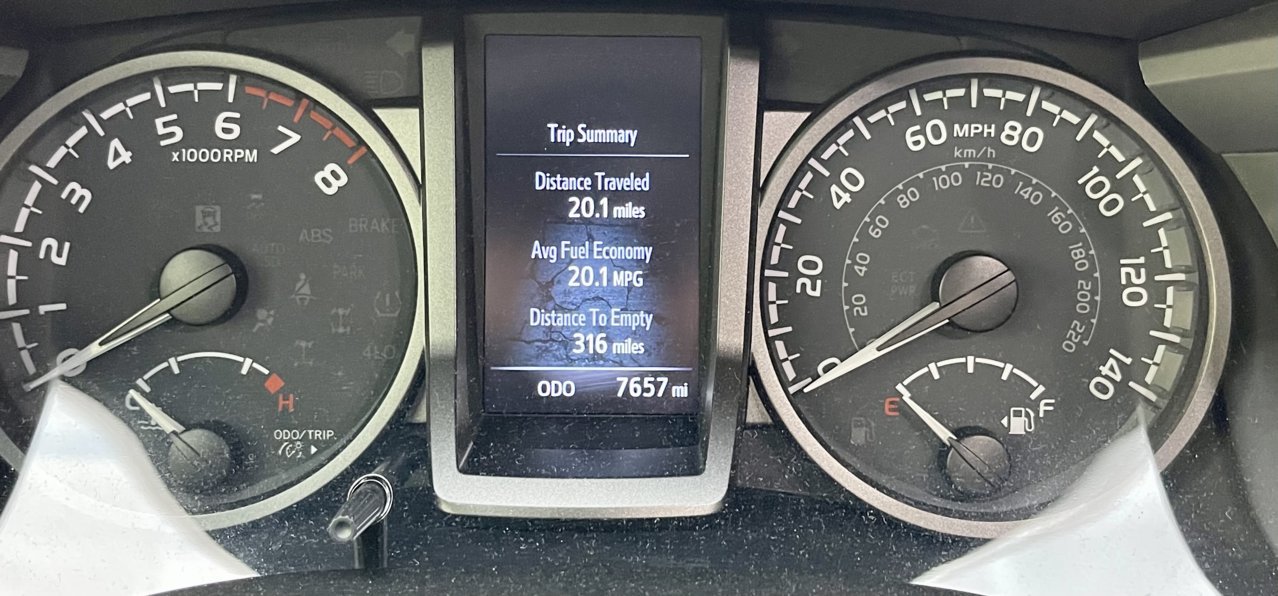 0
1
2
3
4
5
6
7
8
x1000RPM
ABS
BRAKE
PARK
C
H
ODO/TRIP
Trip Summary
Distance Traveled
20.1 miles
Avg Fuel Economy
20.1 MPG
Distance To Empty
316 miles
ODO 7657 mi
0
20
40
60
MPH
80
100
120
140
km/h
20
40
60
80
100
120
140
160
180
200
220
ECT
PWR
E
F